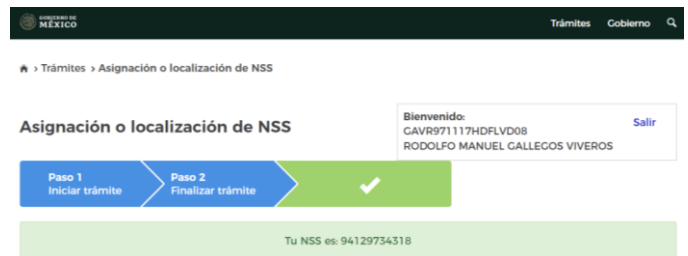 GOBIERNO DE
MÉXICO
Trámites Gobierno
> Trámites > Asignación o localización de NSS
Asignación o localización de NSS
Bienvenido:
Salir
GAVR971117HDFLVD08
RODOLFO MANUEL GALLEGOS VIVEROS
Paso 1
Iniciar trámite
Paso 2
Finalizar trámite
Tu NSS es: 94129734318